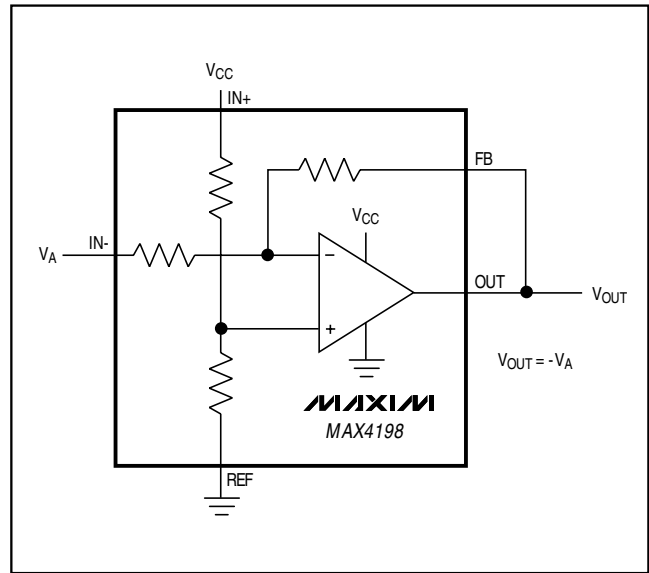 VCC
IN+
FB
VCC
VA
IN-
−
OUT
VOUT
+
VOUT = -VA
MAXIM
MAX4198
REF